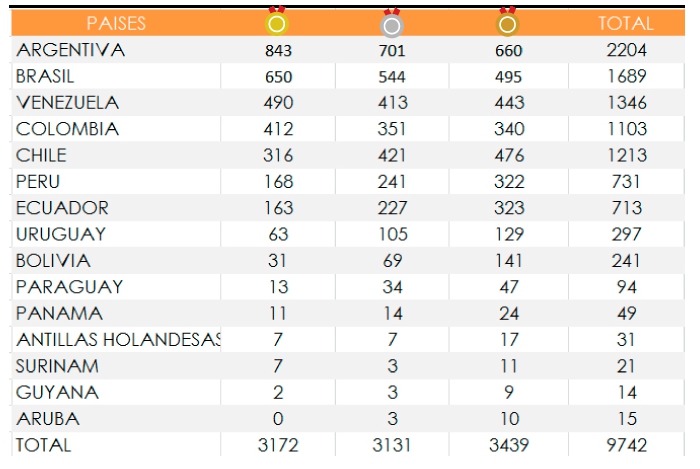 PAISES TOTAL
ARGENTIVA 843 701 660 2204
BRASIL 650 544 495 1689
VENEZUELA 490 413 443 1346
COLOMBIA 412 351 340 1103
CHILE 316 421 476 1213
PERU 168 241 322 731
ECUADOR 163 227 323 713
URUGUAY 63 105 129 297
BOLIVIA 31 69 141 241
PARAGUAY 13 34 47 94
PANAMA 11 14 24 49
ANTILLAS HOLANDESAS 7 7 17 31
SURINAM 7 3 11 21
GUYANA 2 3 9 14
ARUBA 0 3 10 15
TOTAL 3172 3131 3439 9742